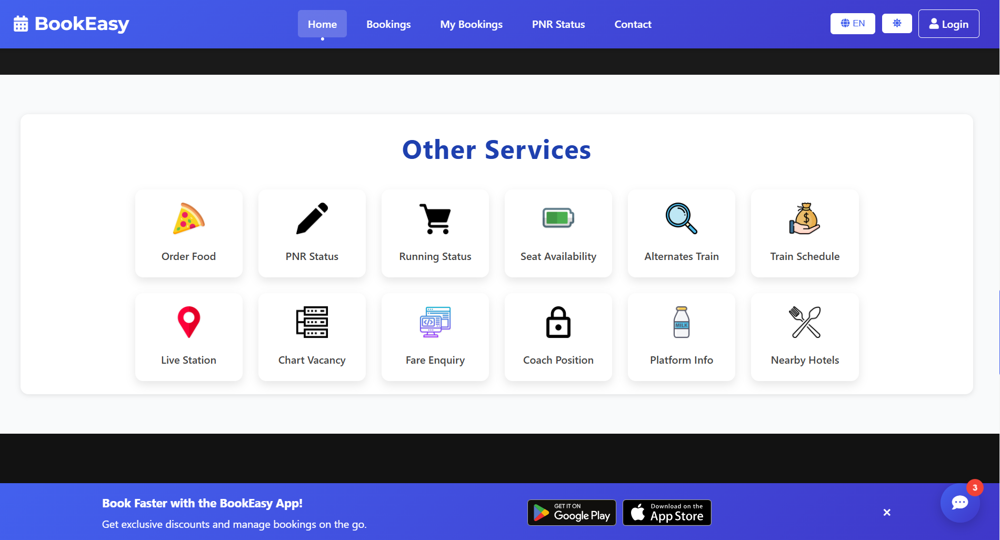 BookEasy
Home
Bookings
My Bookings
PNR Status
Contact
EN
Login
Other Services
Order Food
PNR Status
Running Status
Seat Availability
Alternates Train
$
Train Schedule
Live Station
Chart Vacancy
</>
Fare Enquiry
Coach Position
MILK
Platform Info
Nearby Hotels
Book Faster with the BookEasy App!
Get exclusive discounts and manage bookings on the go.
GET IT ON
Google Play
Download on the
App Store
×
3